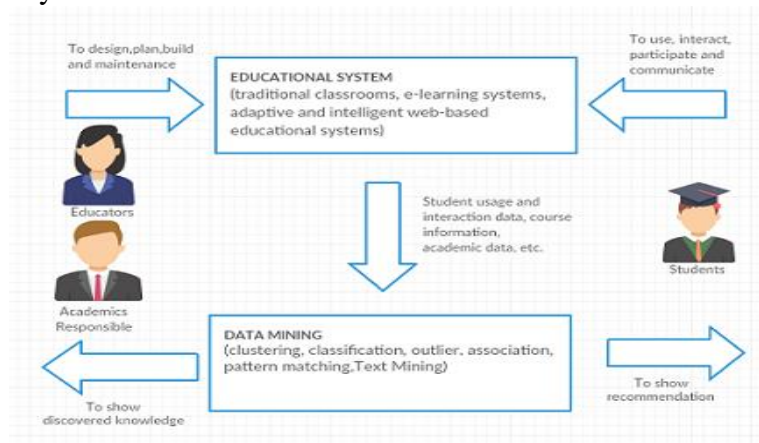 To design,plan,build
and maintenance
To use, interact,
participate and
communicate
EDUCATIONAL SYSTEM
(traditional classrooms, e-learning systems,
adaptive and intelligent web-based
educational systems)
Educators
Student usage and
interaction data, course
information,
academic data, etc.
Students
Academics
Responsible
DATA MINING
(clustering, classification, outlier, association,
pattern matching,Text Mining)
To show
discovered knowledge
To show
recommendation